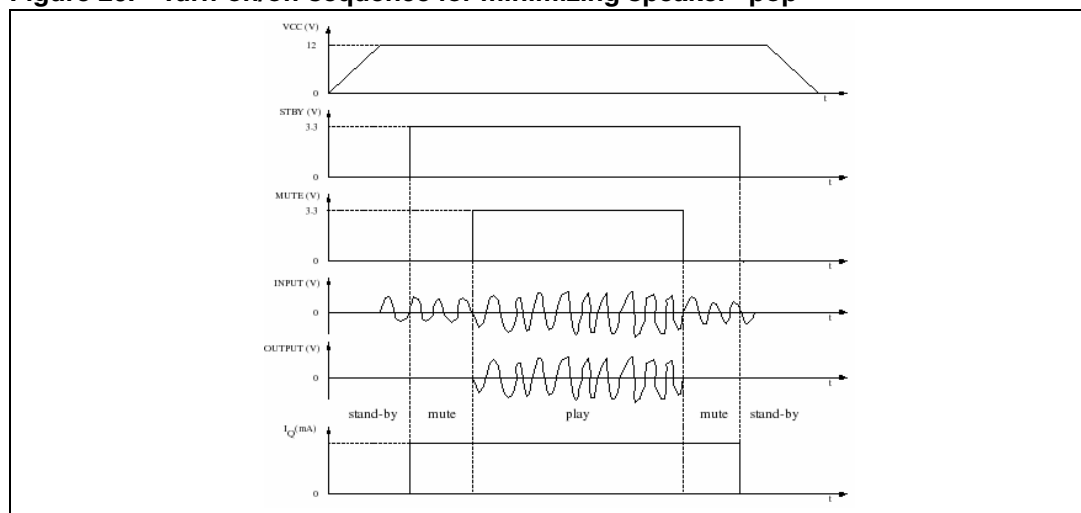 Figure Turn-on/off sequence for minimizing speaker "pop"
VCC (V)
12
0
t
STBY (V)
3.3
0
t
MUTE (V)
3.3
0
t
INPUT (V)
0
t
OUTPUT (V)
0
t
stand-by mute play mute stand-by
IQ(mA)
0
t